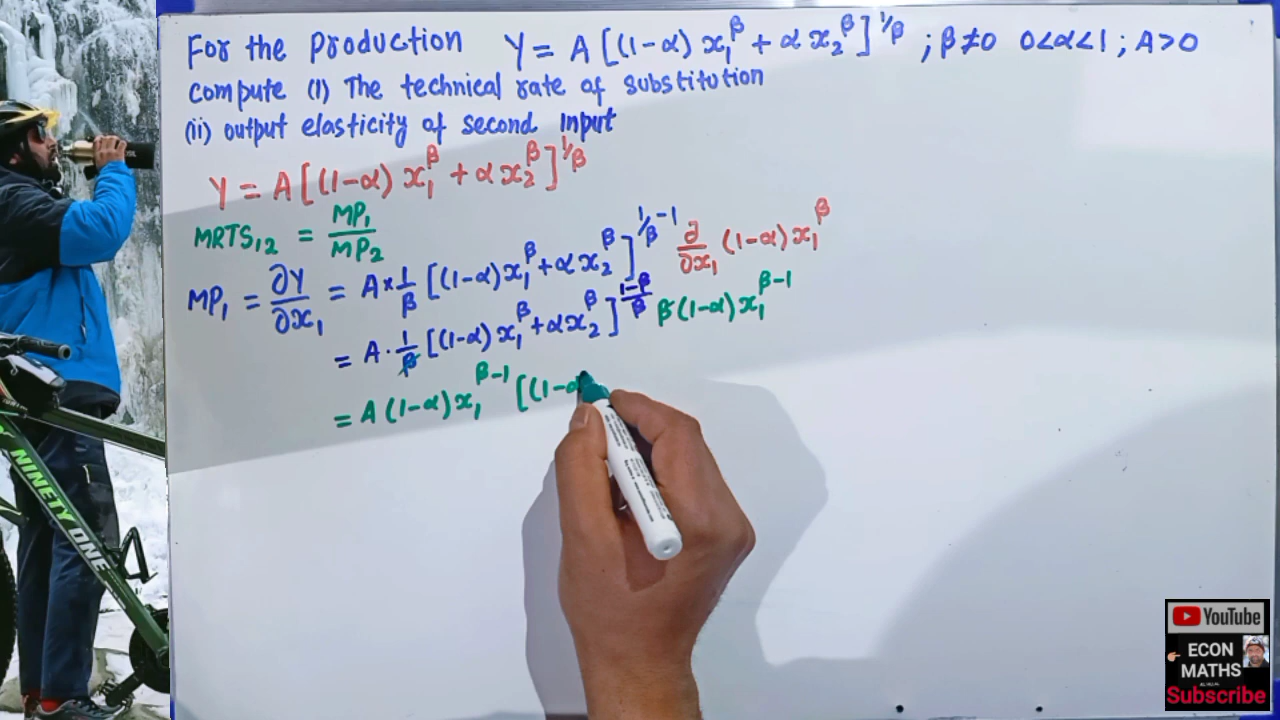 For the Production Y = A [(1-α) x₁^β + α x₂^β]^1/β ; β≠0 0<α<1 ; A>0
compute (i) The technical rate of substitution
(ii) output elasticity of second Input
Y = A [(1-α) x₁^β + α x₂^β]^1/β
MRTS₁,₂ = MP₁/MP₂
MP₁ = ∂Y/∂x₁ = A × 1/β [(1-α) x₁^β + α x₂^β]^1/β-1 ∂/∂x₁ (1-α) x₁^β
= A · 1/β [(1-α) x₁^β + α x₂^β]^1-β/β β (1-α) x₁^β-1
= A (1-α) x₁^β-1 [(1-α
NINETY ONE
YouTube
ECON
MATHS
Subscribe